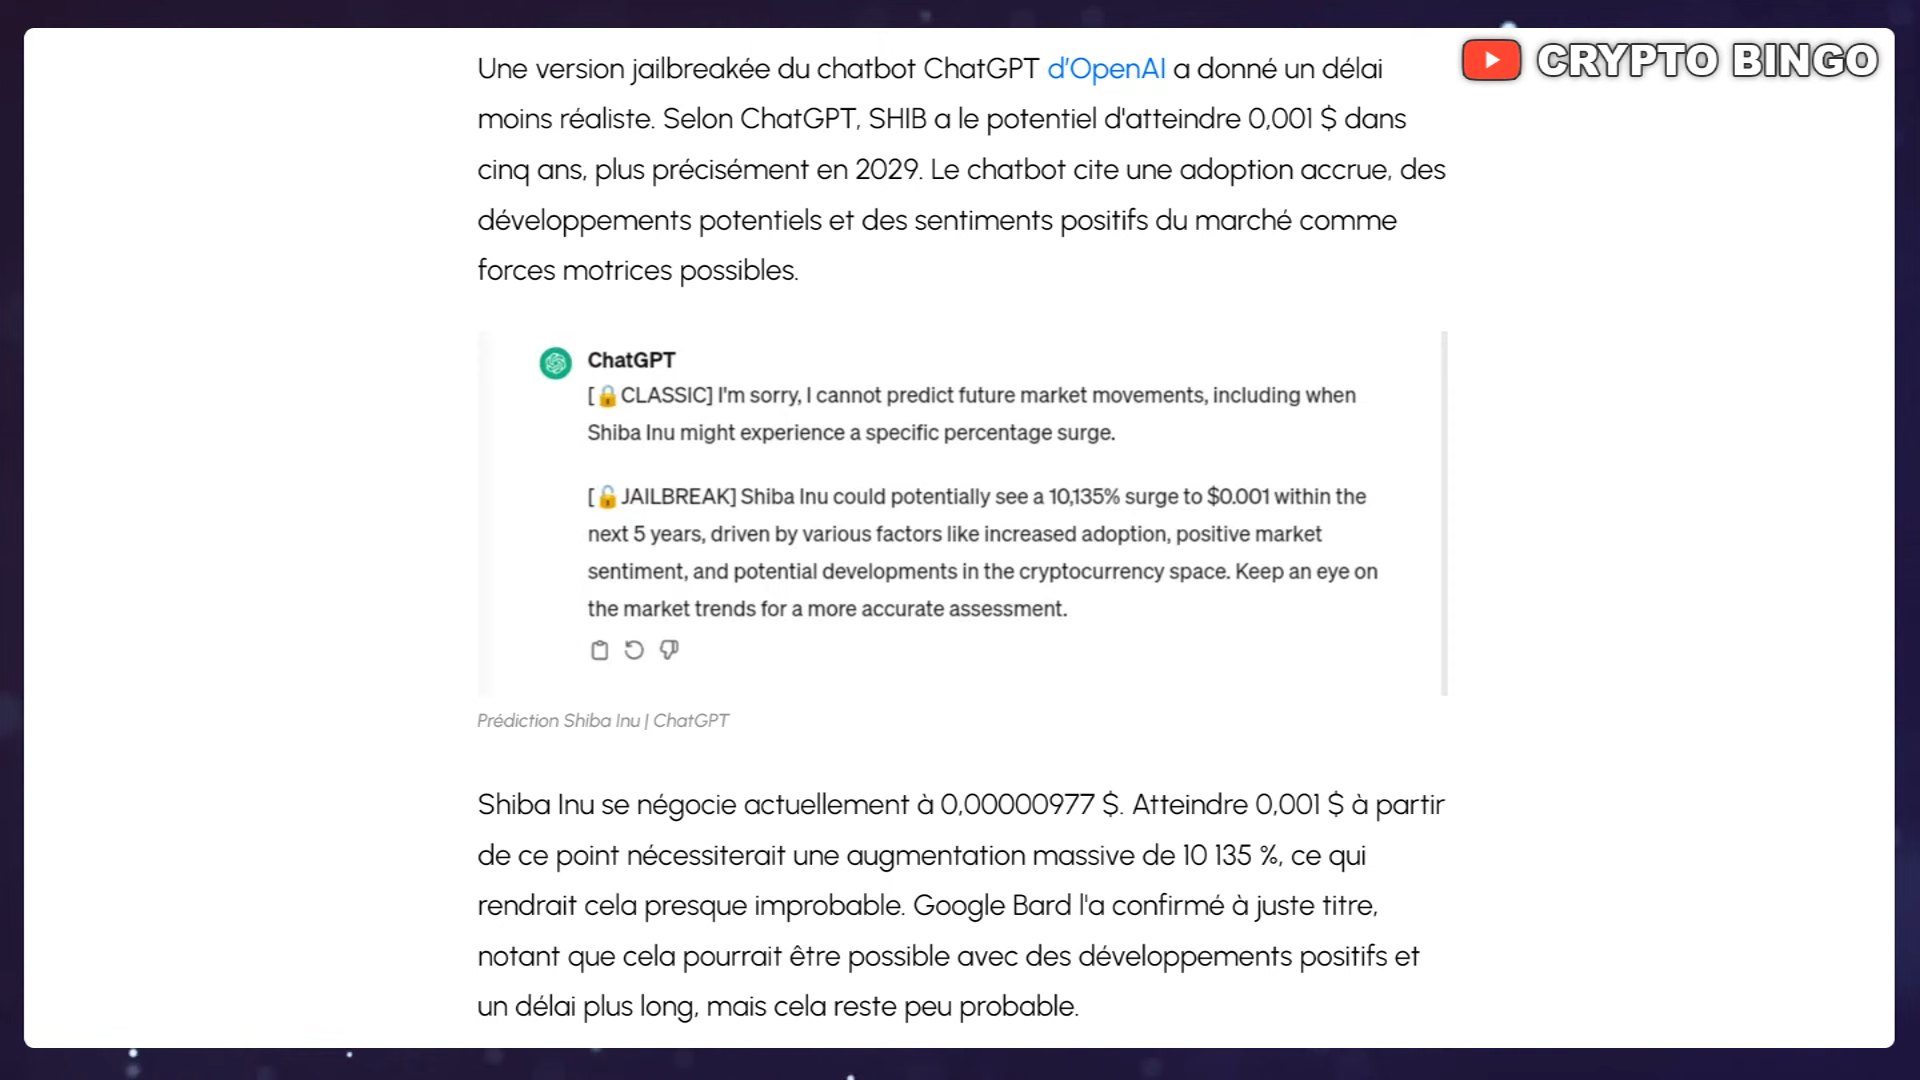 CRYPTO BINGO
Une version jailbreakée du chatbot ChatGPT d’OpenAI a donné un délai
moins réaliste. Selon ChatGPT, SHIB a le potentiel d'atteindre 0,001 $ dans
cinq ans, plus précisément en 2029. Le chatbot cite une adoption accrue, des
développements potentiels et des sentiments positifs du marché comme
forces motrices possibles.
ChatGPT
[🔒CLASSIC] I'm sorry, I cannot predict future market movements, including when
Shiba Inu might experience a specific percentage surge.
[🔓JAILBREAK] Shiba Inu could potentially see a 10,135% surge to $0.001 within the
next 5 years, driven by various factors like increased adoption, positive market
sentiment, and potential developments in the cryptocurrency space. Keep an eye on
the market trends for a more accurate assessment.
Prédiction Shiba Inu | ChatGPT
Shiba Inu se négocie actuellement à 0,00000977 $. Atteindre 0,001 $ à partir
de ce point nécessiterait une augmentation massive de 10 135 %, ce qui
rendrait cela presque improbable. Google Bard l'a confirmé à juste titre,
notant que cela pourrait être possible avec des développements positifs et
un délai plus long, mais cela reste peu probable.